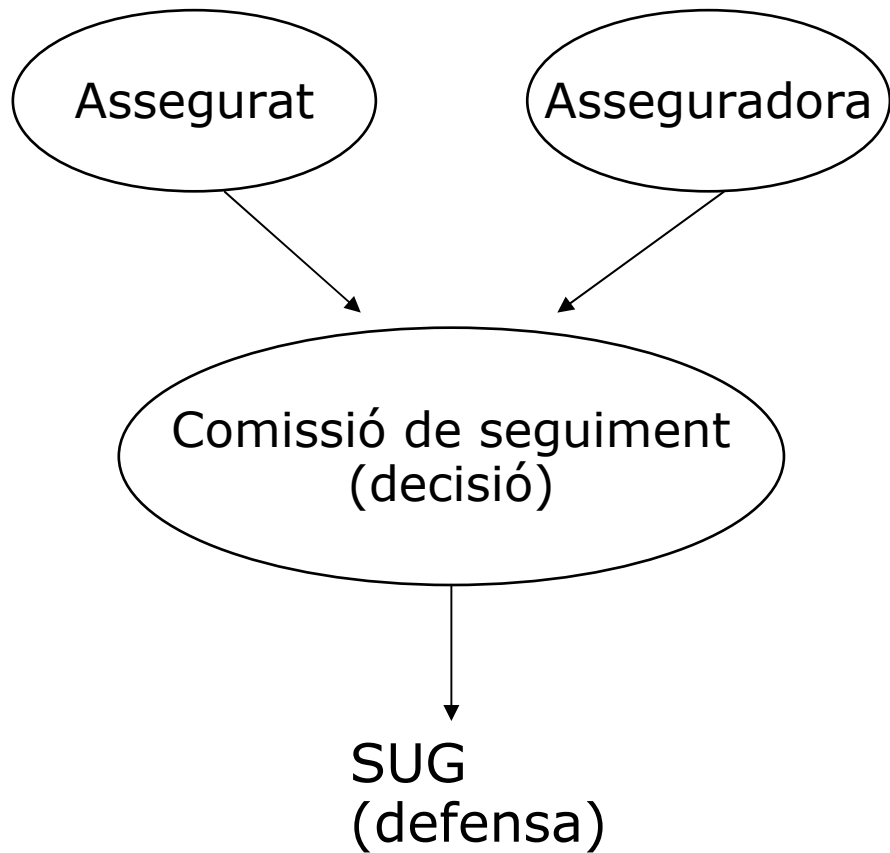 Assegurat
Asseguradora
Comissió de seguiment
(decisió)
SUG
(defensa)